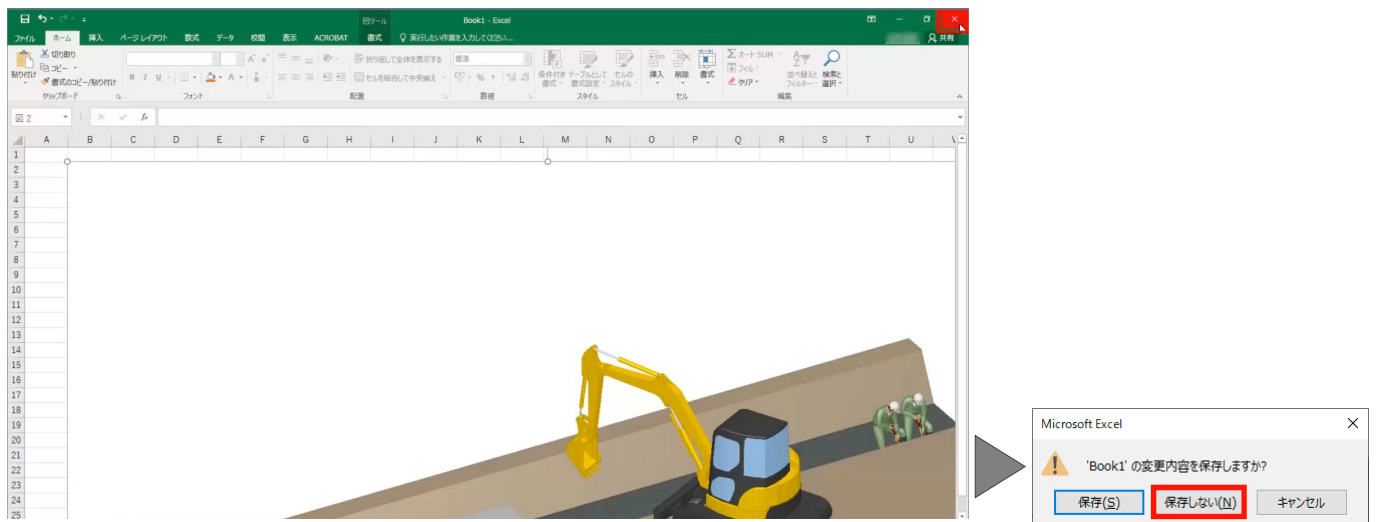 図ツール
Book1 - Excel
ファイル ホーム 挿入 ページ レイアウト 数式 データ 校閲 表示 ACROBAT 書式 実行したい作業を入力してください... 共有
貼り付け
切り取り
コピー
書式のコピー/貼り付け
クリップボード
B I U
A A A
フォント
折り返して全体を表示する
セルを結合して中央揃え
配置
標準
%
数値
条件付き書式
テーブルとして書式設定
セルのスタイル
スタイル
挿入 削除 書式
セル
オート SUM
フィル
クリア
並べ替えとフィルター
検索と選択
編集
図 2
fx
A B C D E F G H I J K L M N O P Q R S T U
1
2
3
4
5
6
7
8
9
10
11
12
13
14
15
16
17
18
19
20
21
22
23
24
25
Microsoft Excel
'Book1' の変更内容を保存しますか?
保存(S) 保存しない(N) キャンセル